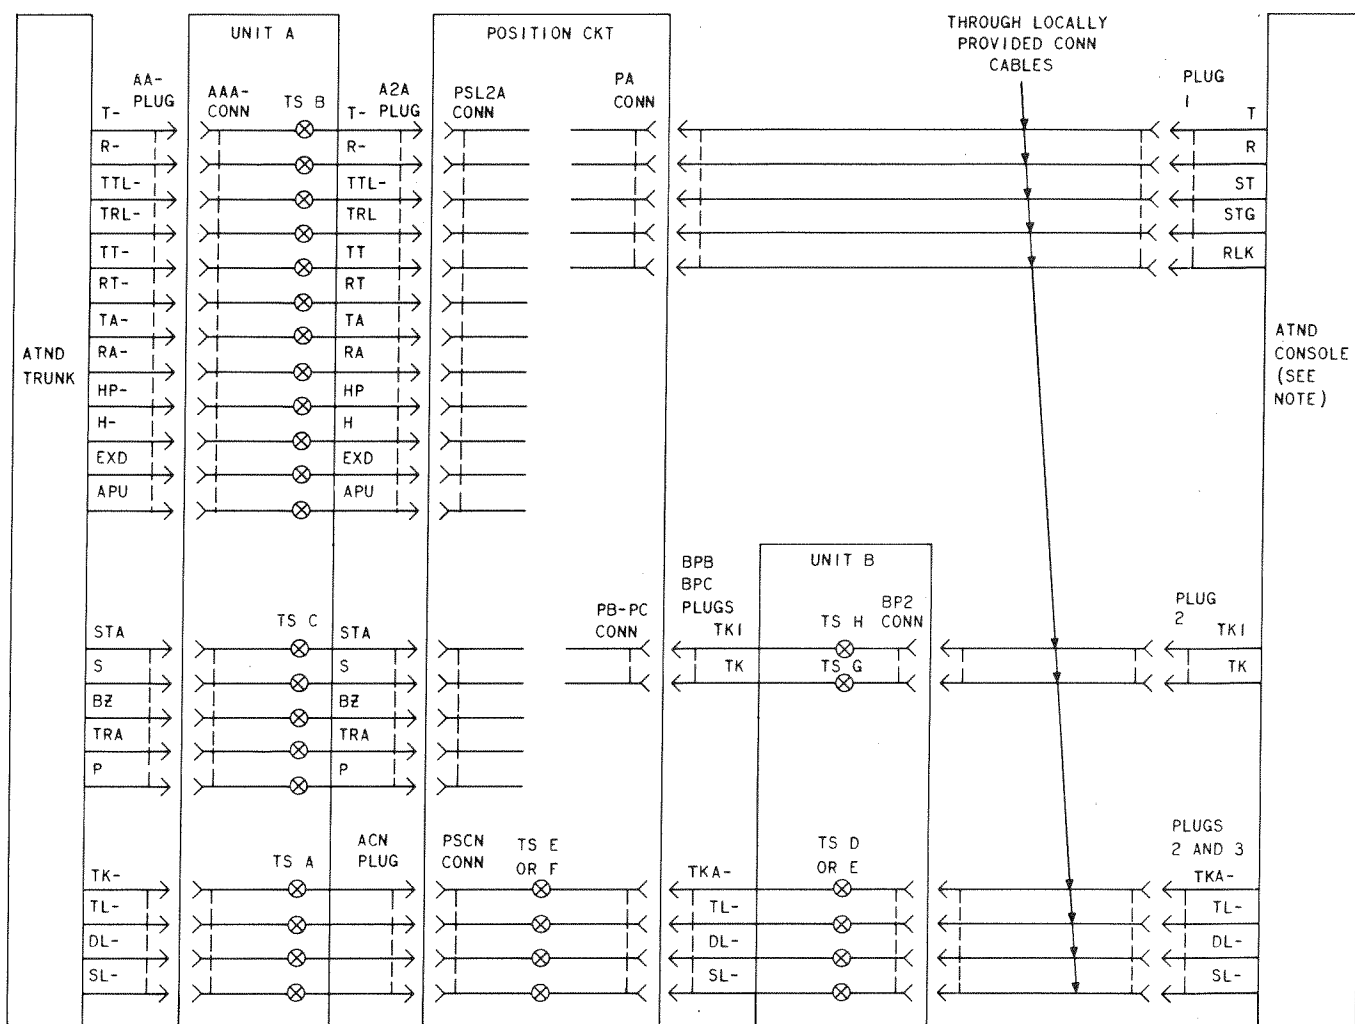 UNIT A
POSITION CKT
THROUGH LOCALLY
PROVIDED CONN
CABLES
AA-
PLUG
AAA-
CONN
TS B
A2A
PLUG
PSL2A
CONN
PA
CONN
PLUG
1
T-
T-
T
R-
R-
R
TTL-
TTL-
ST
TRL-
TRL
STG
TT-
TT
RLK
RT-
RT
TA-
TA
RA-
RA
HP-
HP
H-
H
EXD
EXD
APU
APU
ATND
TRUNK
ATND
CONSOLE
(SEE
NOTE)
UNIT B
BPB
BPC
PLUGS
PB-PC
CONN
TS C
TS H
BP2
CONN
PLUG
2
STA
STA
TK1
TK1
S
S
TK
TS G
TK
BZ
BZ
TRA
TRA
P
P
ACN
PLUG
PSCN
CONN
TS A
TS E
OR F
TS D
OR E
PLUGS
2 AND 3
TK-
TKA-
TKA-
TL-
TL-
TL-
DL-
DL-
DL-
SL-
SL-
SL-